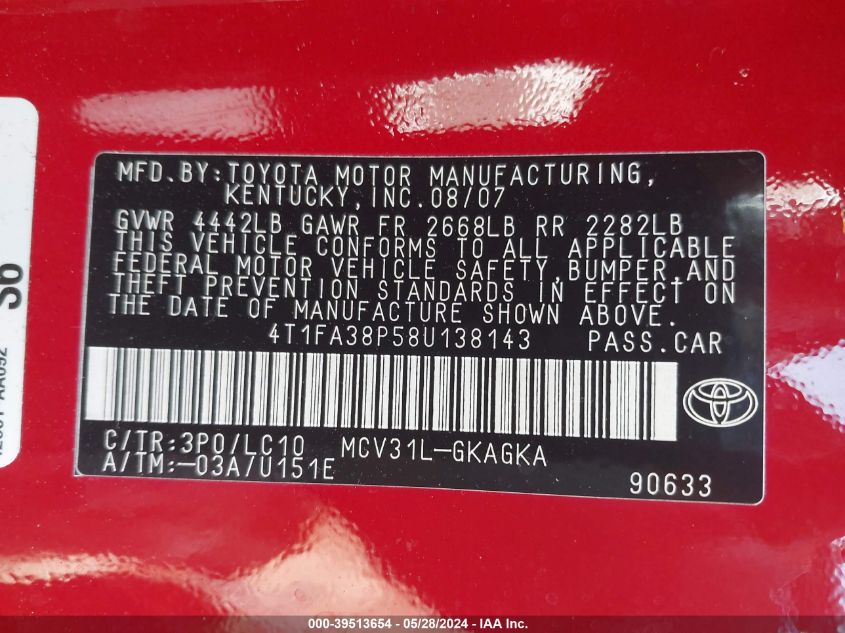 MFD.BY:TOYOTA MOTOR MANUFACTURING,
KENTUCKY,INC.08/07
GVWR 4442LB GAWR FR 2668LB RR 2282LB
THIS VEHICLE CONFORMS TO ALL APPLICABLE
FEDERAL MOTOR VEHICLE SAFETY,BUMPER,AND
THEFT PREVENTION STANDARDS IN EFFECT ON
THE DATE OF MANUFACTURE SHOWN ABOVE.
4T1FA38P58U138143 PASS.CAR
C/TR:3P0/LC10 MCV31L-GKAGKA
A/TM:-03A/U151E
90633
000-39513654 - 05/28/2024 - IAA Inc.